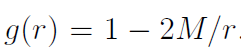 g(r) = 1 − 2M/r.